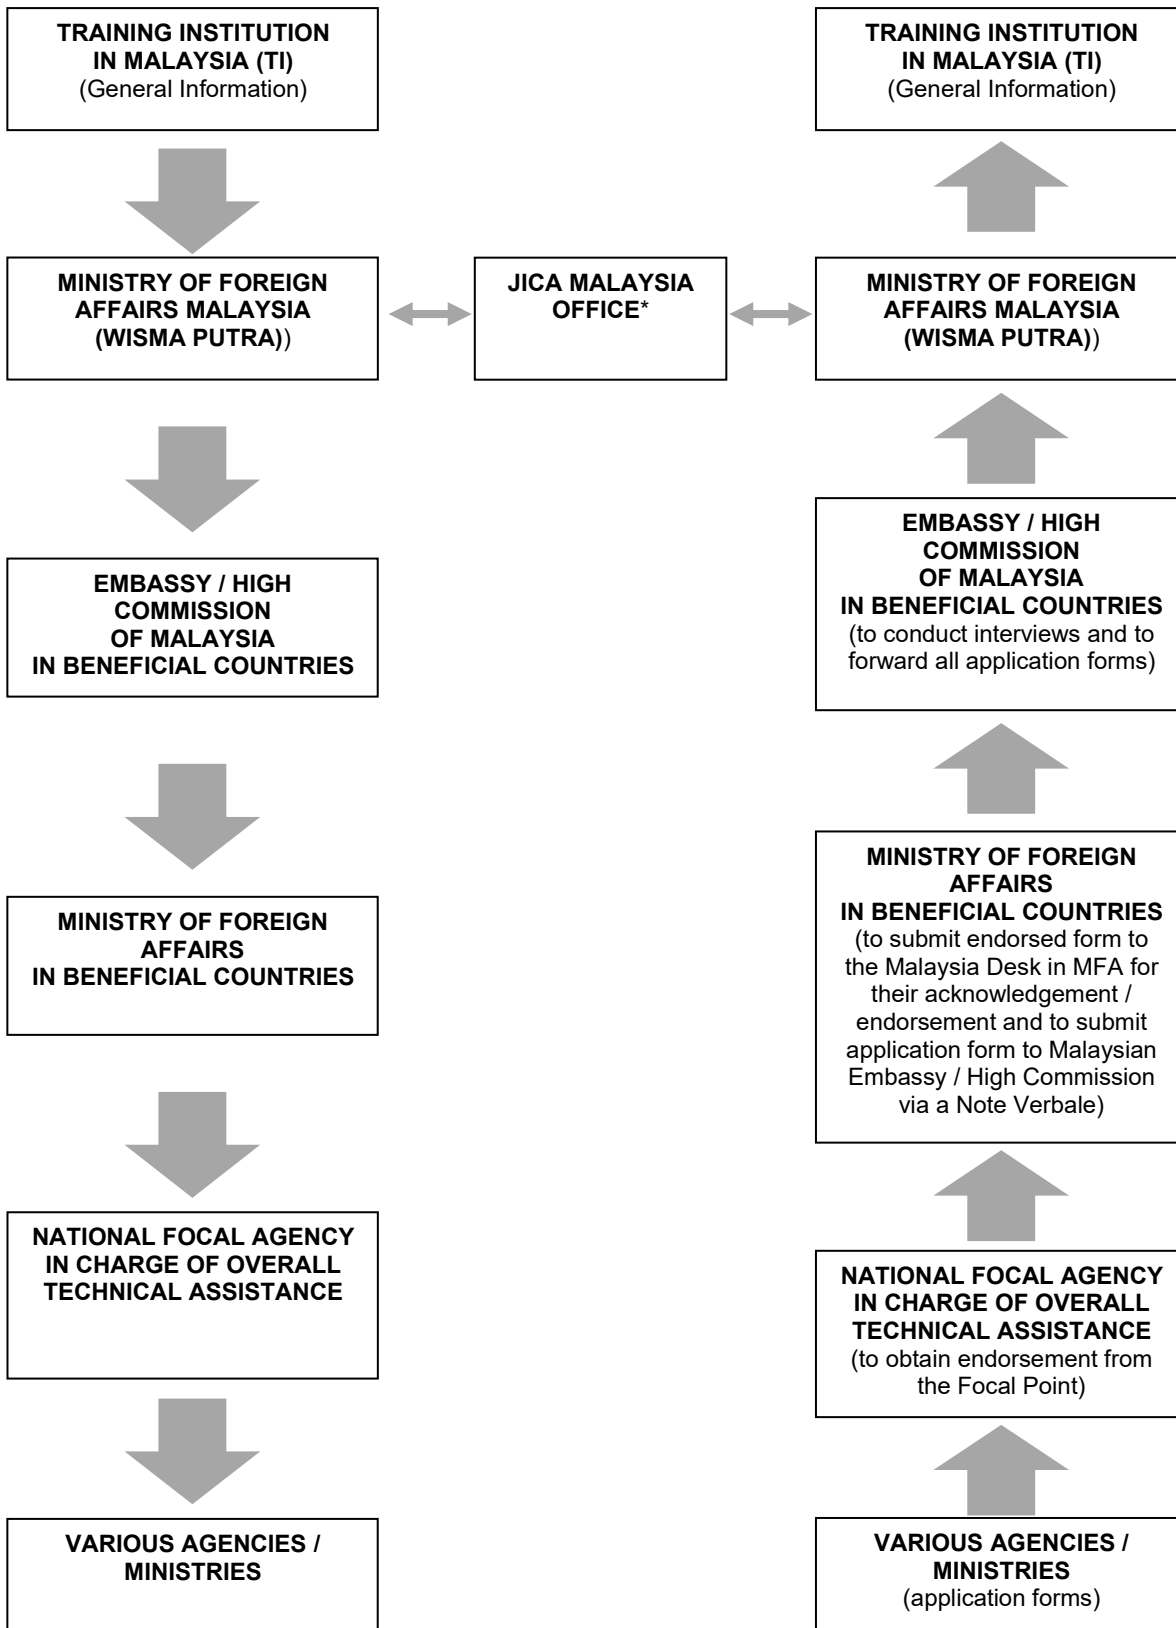 TRAINING INSTITUTION
IN MALAYSIA (TI)
(General Information)
MINISTRY OF FOREIGN
AFFAIRS MALAYSIA
(WISMA PUTRA))
EMBASSY / HIGH
COMMISSION
OF MALAYSIA
IN BENEFICIAL COUNTRIES
MINISTRY OF FOREIGN
AFFAIRS
IN BENEFICIAL COUNTRIES
NATIONAL FOCAL AGENCY
IN CHARGE OF OVERALL
TECHNICAL ASSISTANCE
VARIOUS AGENCIES /
MINISTRIES
JICA MALAYSIA
OFFICE*
TRAINING INSTITUTION
IN MALAYSIA (TI)
(General Information)
MINISTRY OF FOREIGN
AFFAIRS MALAYSIA
(WISMA PUTRA))
EMBASSY / HIGH
COMMISSION
OF MALAYSIA
IN BENEFICIAL COUNTRIES
(to conduct interviews and to
forward all application forms)
MINISTRY OF FOREIGN
AFFAIRS
IN BENEFICIAL COUNTRIES
(to submit endorsed form to
the Malaysia Desk in MFA for
their acknowledgement /
endorsement and to submit
application form to Malaysian
Embassy / High Commission
via a Note Verbale)
NATIONAL FOCAL AGENCY
IN CHARGE OF OVERALL
TECHNICAL ASSISTANCE
(to obtain endorsement from
the Focal Point)
VARIOUS AGENCIES /
MINISTRIES
(application forms)